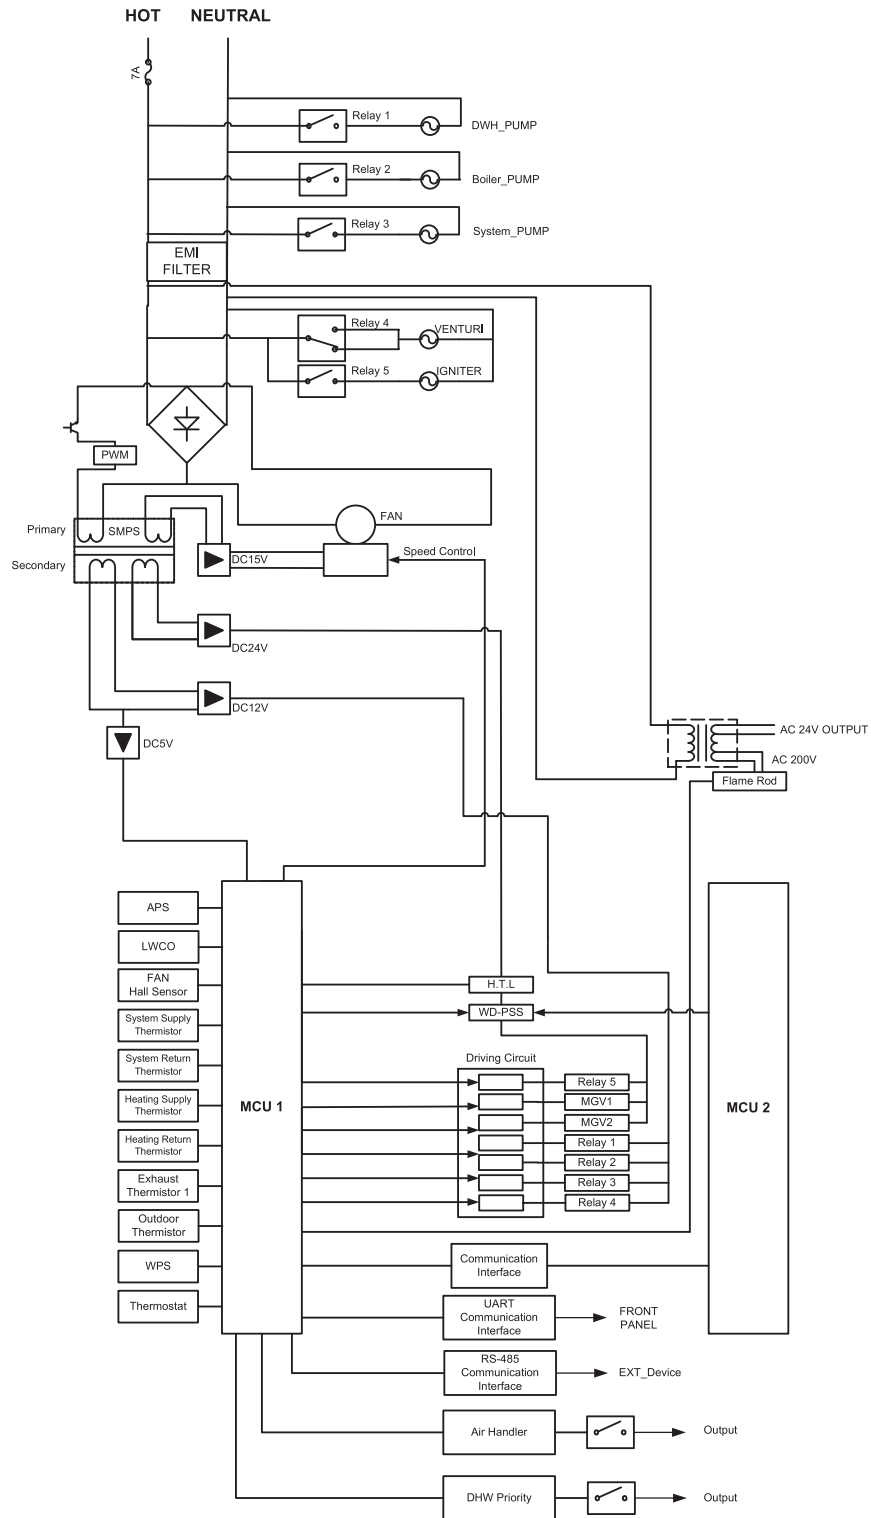 HOT NEUTRAL
7A
Relay 1
DWH_PUMP
Relay 2
Boiler_PUMP
Relay 3
System_PUMP
EMI
FILTER
Relay 4
VENTURI
Relay 5
IGNITER
PWM
FAN
Primary
SMPS
Speed Control
DC15V
Secondary
DC24V
DC12V
AC 24V OUTPUT
DC5V
AC 200V
Flame Rod
APS
LWCO
FAN
Hall Sensor
H.T.L
WD-PSS
System Supply
Thermistor
Driving Circuit
System Return
Thermistor
Relay 5
MGV1
Heating Supply
Thermistor
MCU 1
MCU 2
MGV2
Heating Return
Thermistor
Relay 1
Relay 2
Exhaust
Thermistor 1
Relay 3
Relay 4
Outdoor
Thermistor
WPS
Communication
Interface
Thermostat
UART
Communication
Interface
FRONT
PANEL
RS-485
Communication
Interface
EXT_Device
Air Handler
Output
DHW Priority
Output